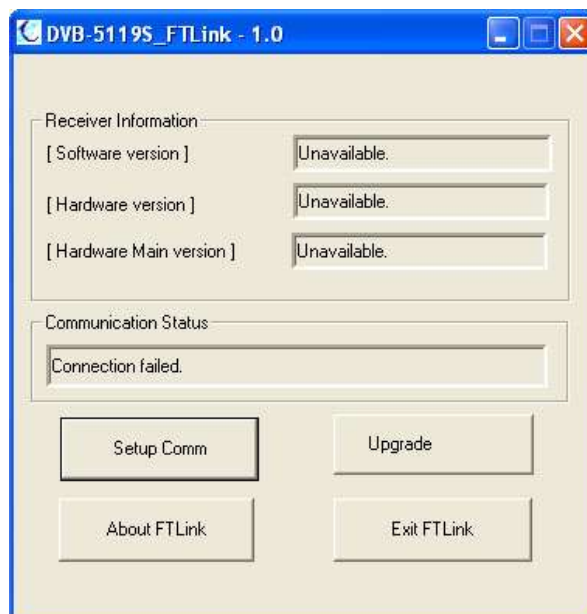 DVB-5119S_FTLink - 1.0
Receiver Information
[ Software version ] Unavailable.
[ Hardware version ] Unavailable.
[ Hardware Main version ] Unavailable.
Communication Status
Connection failed.
Setup Comm Upgrade
About FTLink Exit FTLink